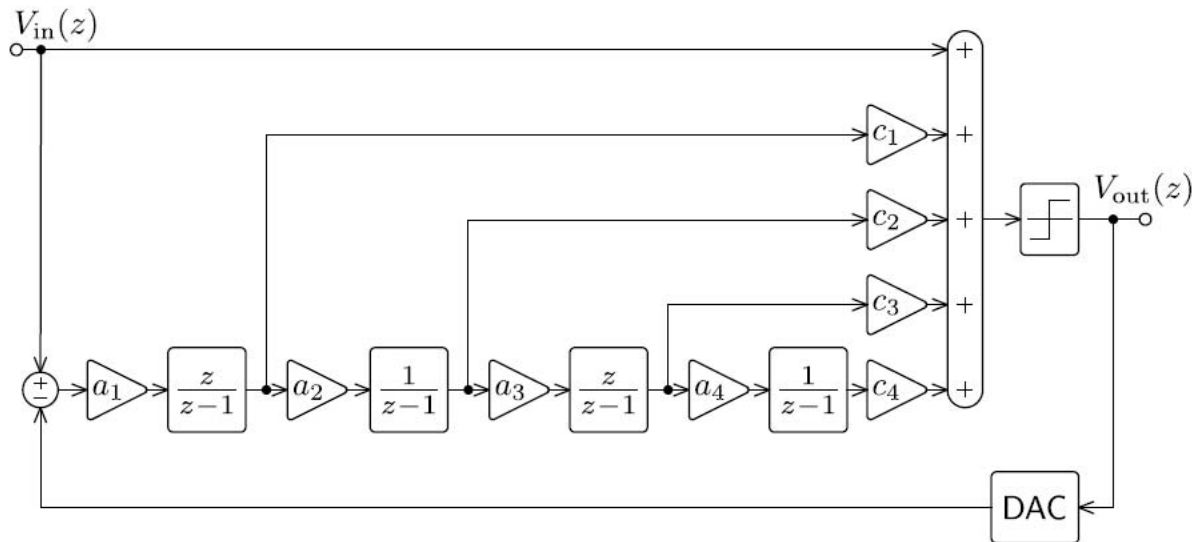 V_in(z)
+
c_1 +
c_2 + V_out(z)
c_3 +
+ − a_1 z/(z−1) a_2 1/(z−1) a_3 z/(z−1) a_4 1/(z−1) c_4 +
DAC